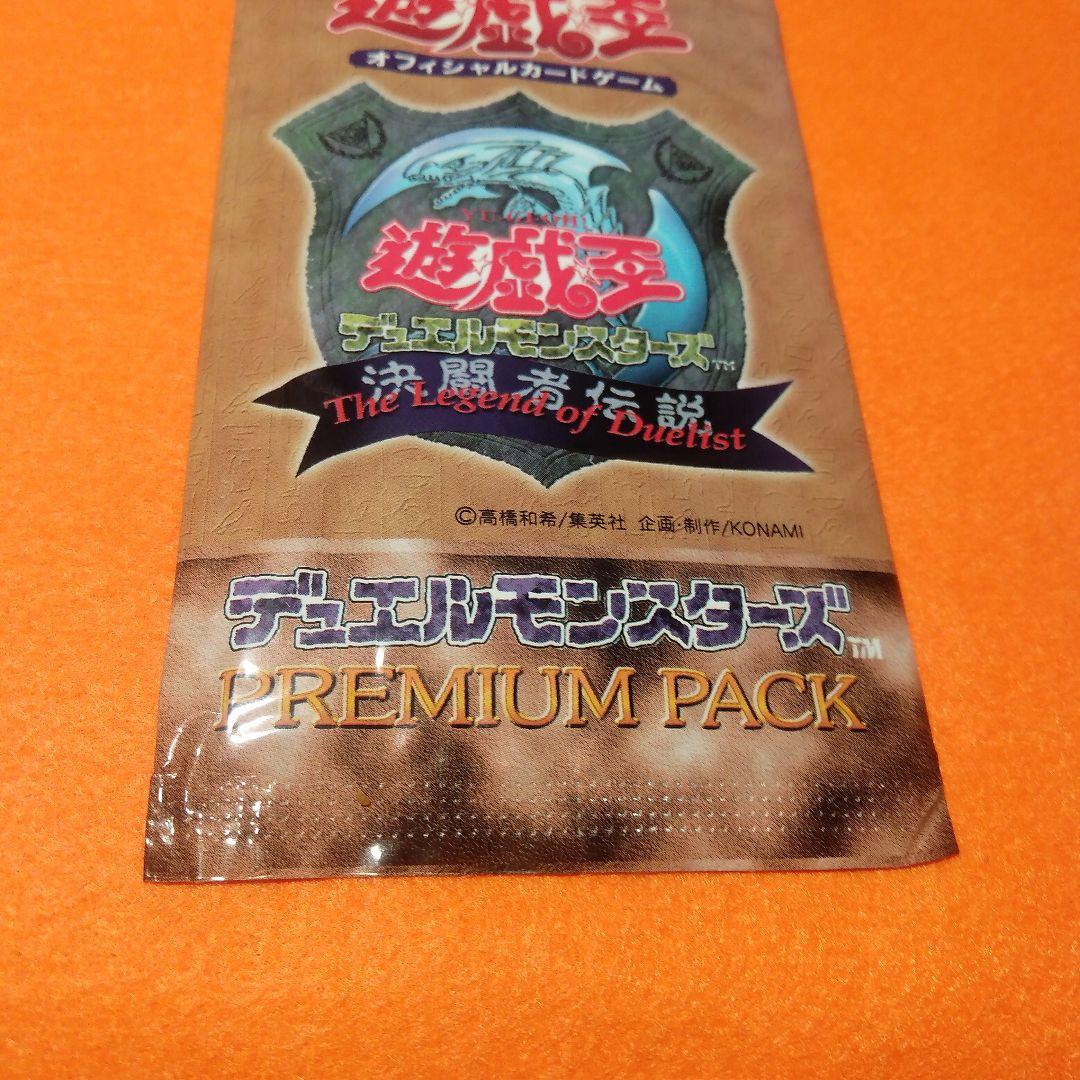 遊戯王
オフィシャルカードゲーム
YU-GI-OH!
遊戯王
デュエルモンスターズ™
決闘者伝説
The Legend of Duelist
©高橋和希/集英社 企画・制作/KONAMI
デュエルモンスターズ™
PREMIUM PACK